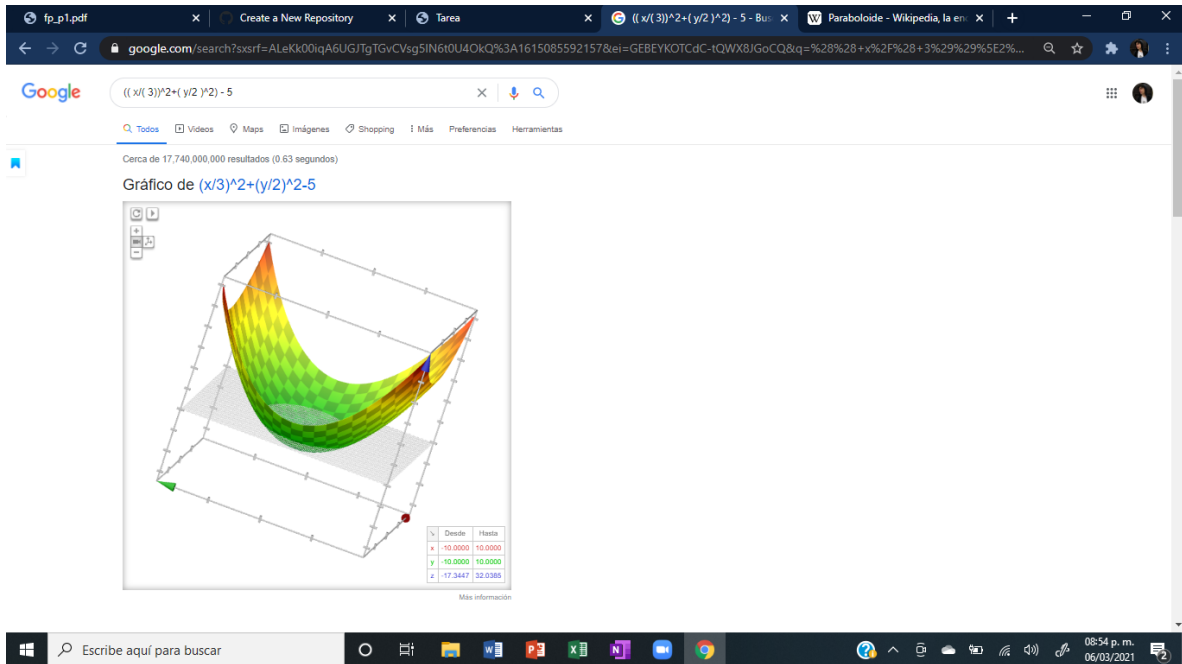 fp_p1.pdf
Create a New Repository
Tarea
(( x/( 3))^2+( y/2 )^2) - 5 - Bus
Paraboloide - Wikipedia, la enc
google.com/search?sxsrf=ALeKk00iqA6UGJTgTGvCVsg5IN6t0U4OkQ%3A1615085592157&ei=GEBEYKOTCdC-tQWX8JGoCQ&q=%28%28+x%2F%28+3%29%29%5E2%...
Google
(( x/( 3))^2+( y/2 )^2) - 5
Todos Videos Maps Imágenes Shopping Más Preferencias Herramientas
Cerca de 17,740,000,000 resultados (0.63 segundos)
Gráfico de (x/3)^2+(y/2)^2-5
Desde Hasta
x -10.0000 10.0000
y -10.0000 10.0000
z -17.3447 32.0385
Más información
Escribe aquí para buscar
08:54 p. m.
06/03/2021
2